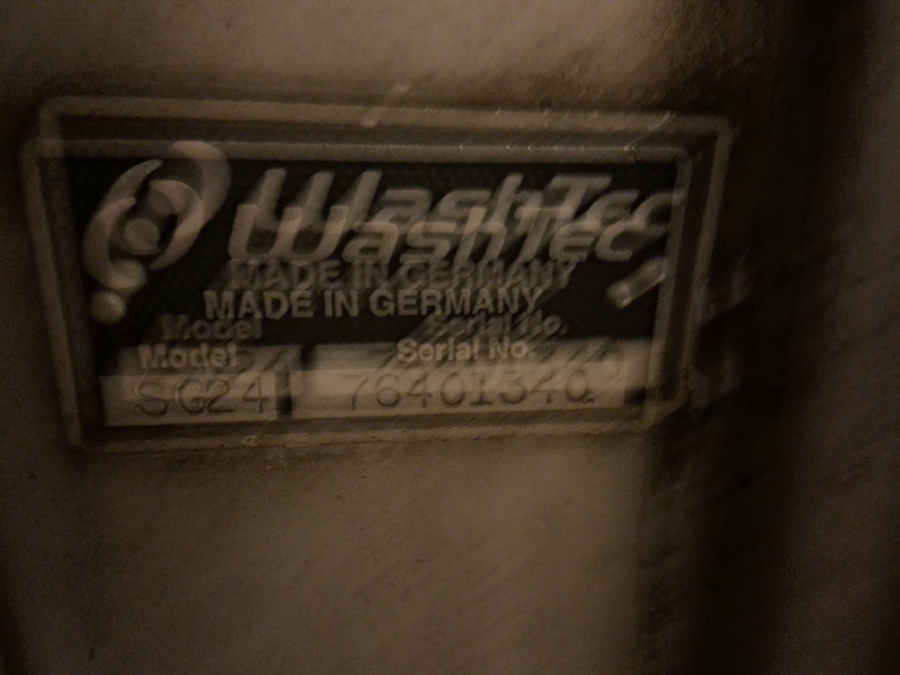 WashTec
MADE IN GERMANY
Model Serial No.
SG24 76401340